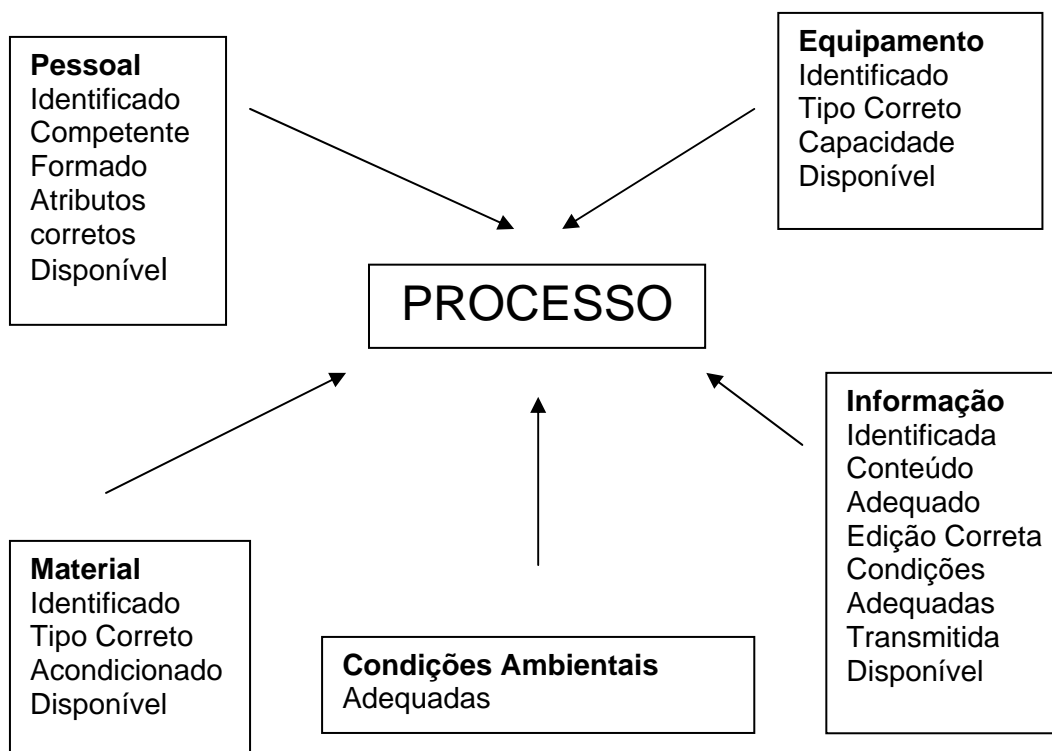 Pessoal
Identificado
Competente
Formado
Atributos
corretos
Disponível
Equipamento
Identificado
Tipo Correto
Capacidade
Disponível
PROCESSO
Material
Identificado
Tipo Correto
Acondicionado
Disponível
Condições Ambientais
Adequadas
Informação
Identificada
Conteúdo
Adequado
Edição Correta
Condições
Adequadas
Transmitida
Disponível